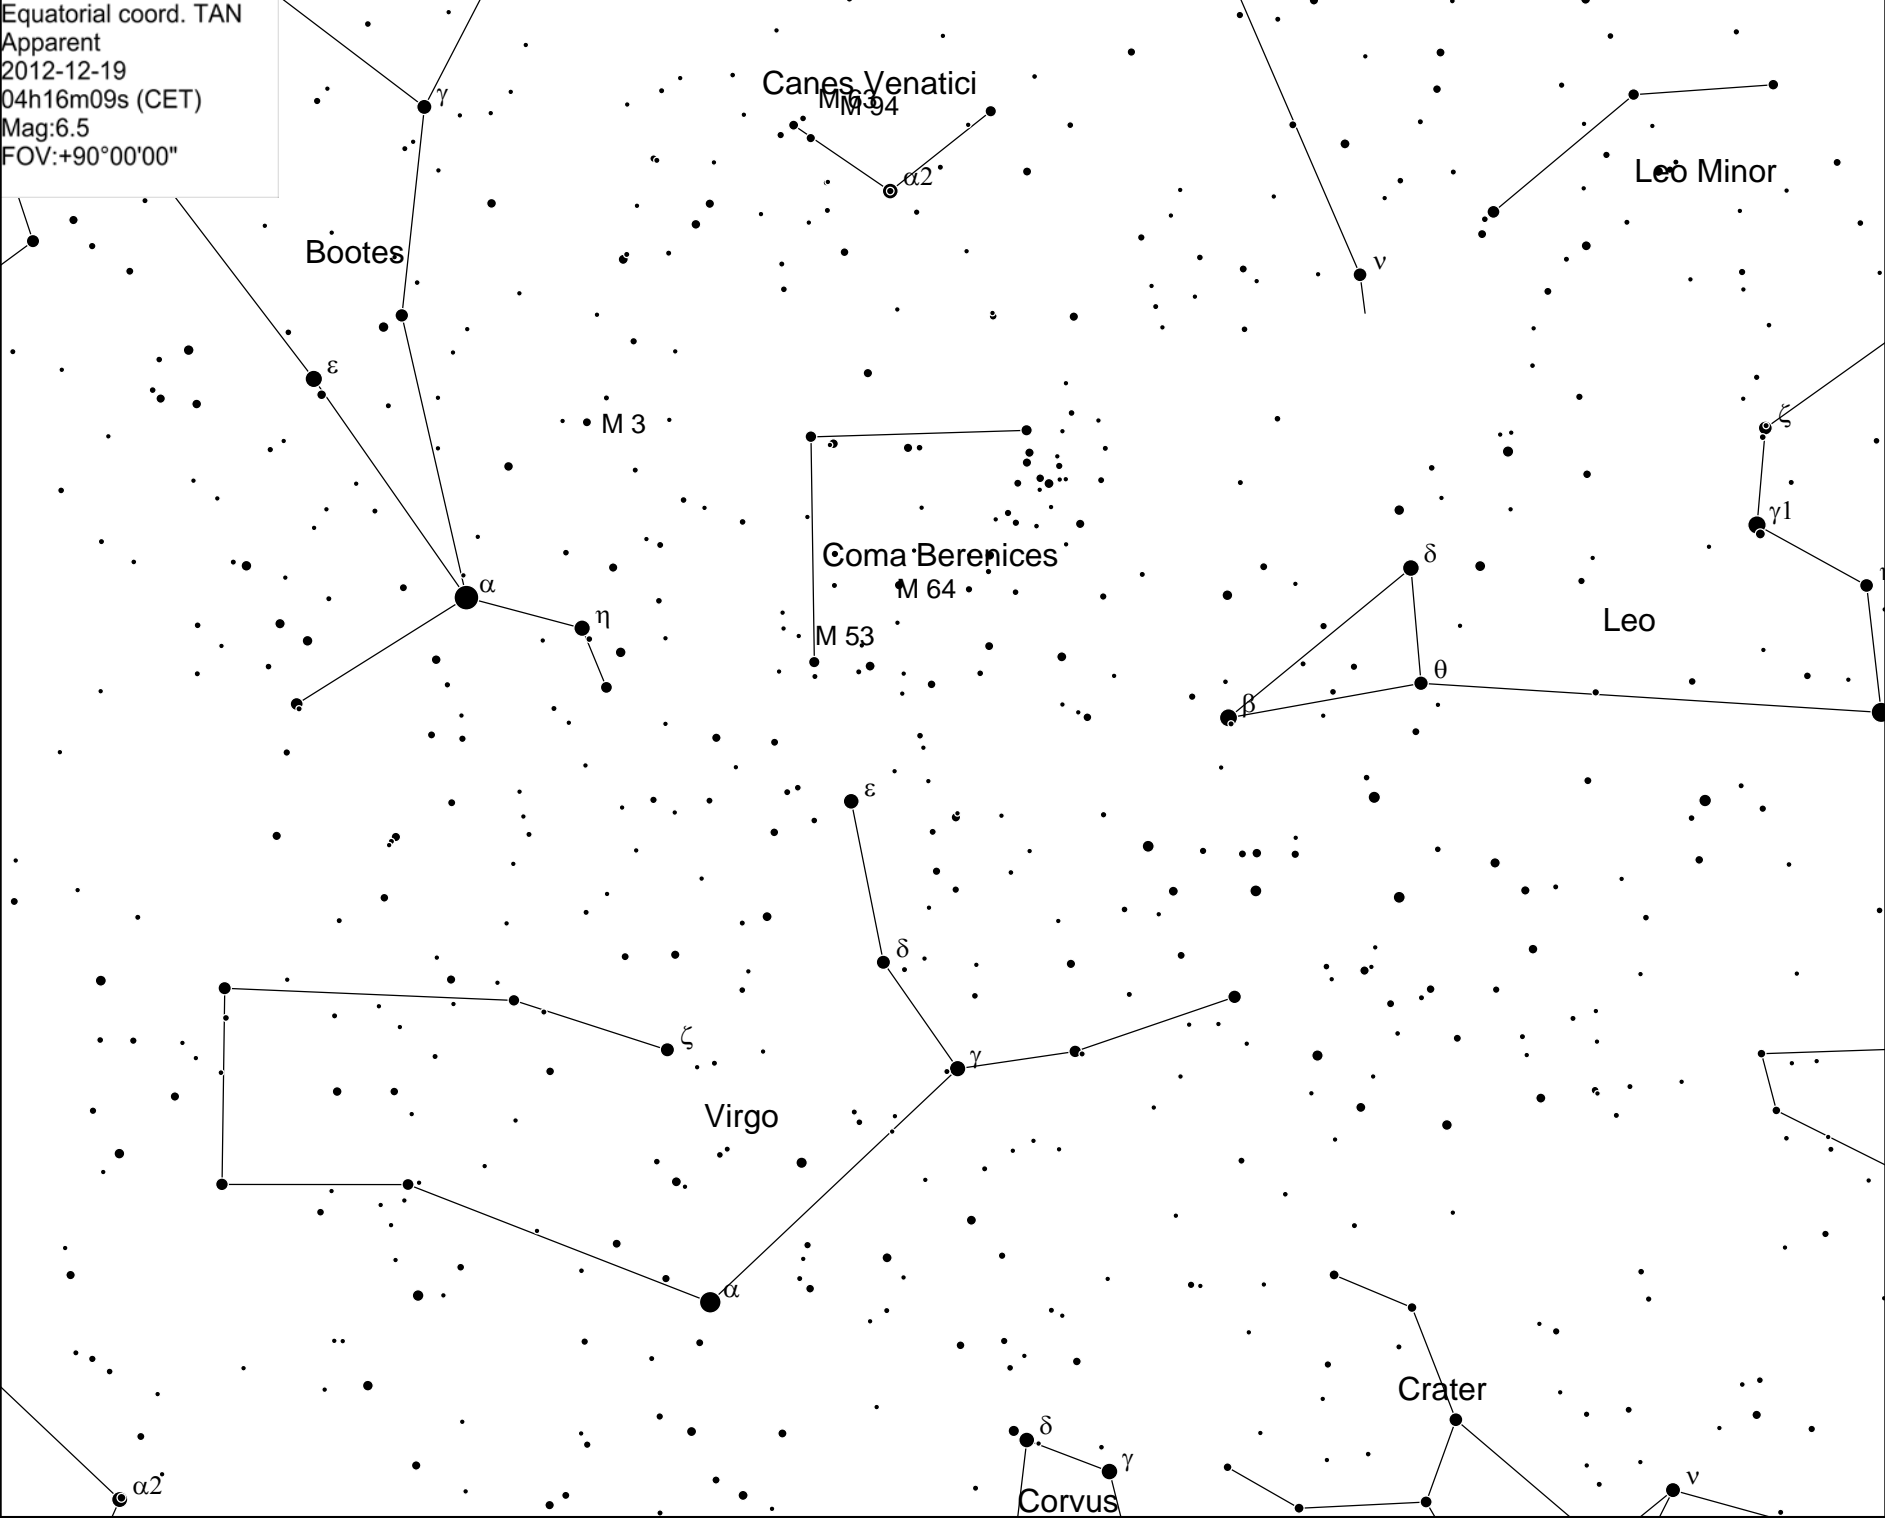 Equatorial coord. TAN
Apparent
2012-12-19
04h16m09s (CET)
Mag:6.5
FOV:+90°00'00"
γ
Canes Venatici
M 63
M 94
α2
Leo Minor
Bootes
ν
ε
M 3
ζ
γ1
Coma Berenices
δ
α
M 64
η
Leo
M 53
θ
β
ε
δ
ζ
γ
Virgo
α
Crater
δ
γ
α2
ν
Corvus